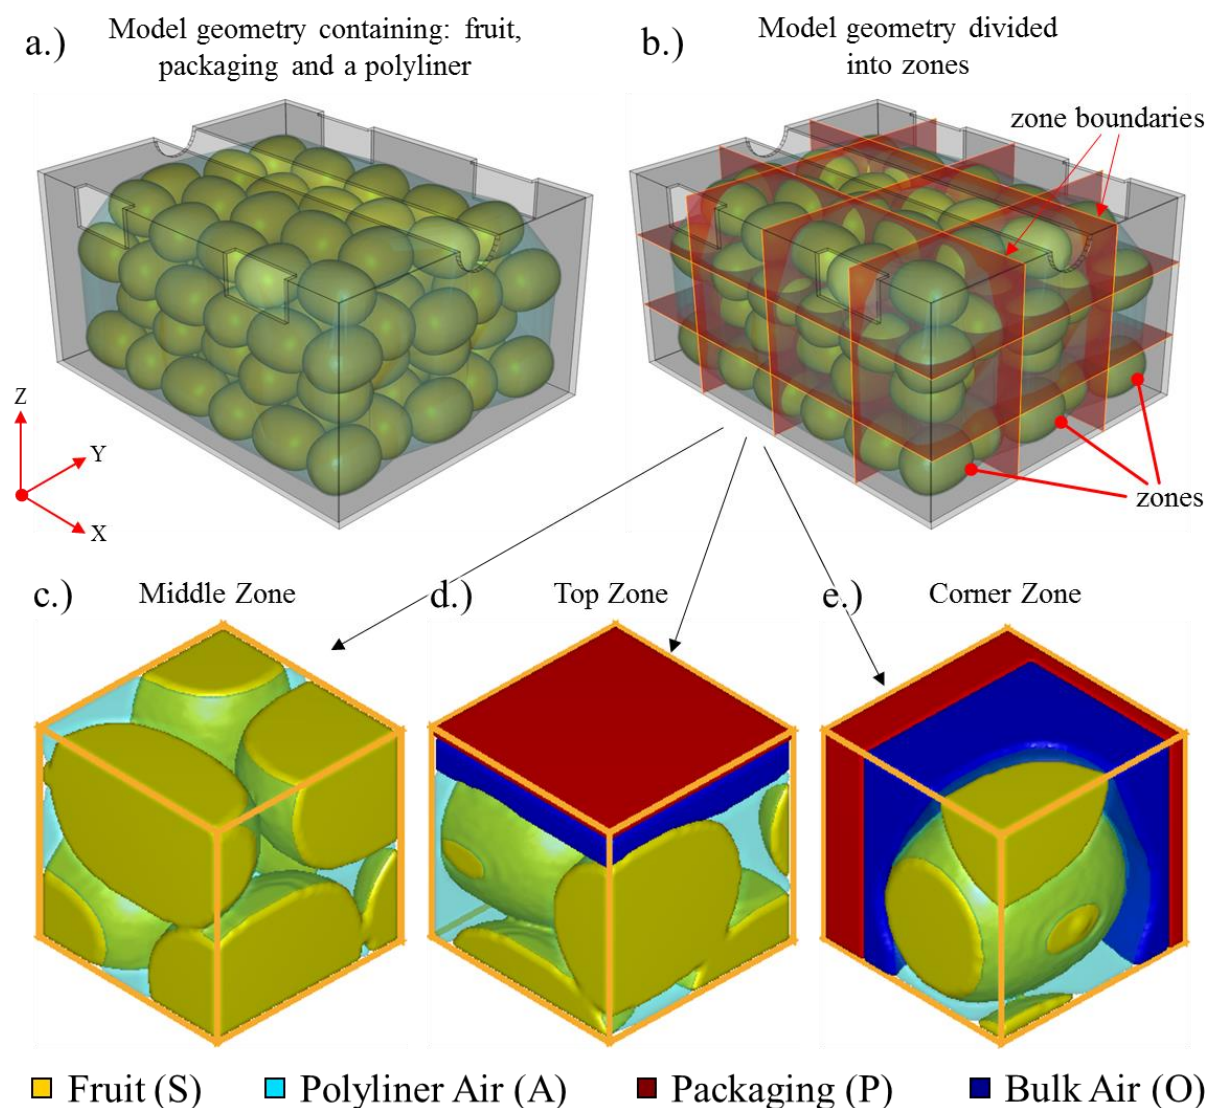 a.) Model geometry containing: fruit,
packaging and a polyliner
b.) Model geometry divided
into zones
zone boundaries
Z
Y
X
zones
c.) Middle Zone
d.) Top Zone
e.) Corner Zone
Fruit (S) Polyliner Air (A) Packaging (P) Bulk Air (O)